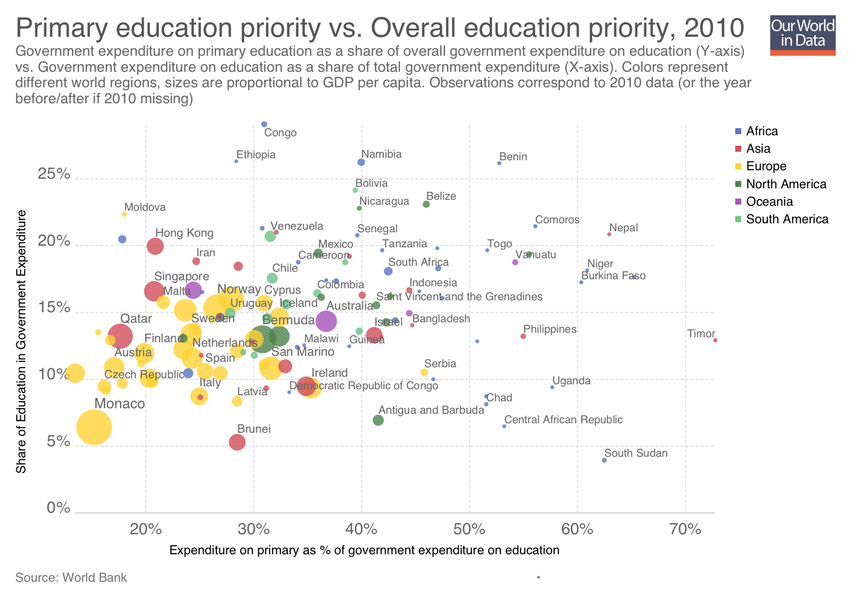 Primary education priority vs. Overall education priority, 2010
Our World
in Data
Government expenditure on primary education as a share of overall government expenditure on education (Y-axis)
vs. Government expenditure on education as a share of total government expenditure (X-axis). Colors represent
different world regions, sizes are proportional to GDP per capita. Observations correspond to 2010 data (or the year
before/after if 2010 missing)
Africa
Asia
Europe
North America
Oceania
South America
Share of Education in Government Expenditure
25%
20%
15%
10%
5%
0%
Congo
Ethiopia
Namibia
Benin
Bolivia
Nicaragua
Belize
Moldova
Hong Kong
Venezuela
Senegal
Comoros
Nepal
Iran
Mexico
Cameroon
Tanzania
Togo
Vanuatu
Singapore
Chile
South Africa
Niger
Burkina Faso
Malta
Norway
Cyprus
Colombia
Indonesia
Uruguay
Iceland
Australia
Saint Vincent and the Grenadines
Qatar
Sweden
Bermuda
Israel
Bangladesh
Finland
Netherlands
Malawi
Guinea
Philippines
Timor
Austria
Spain
San Marino
Czech Republic
Italy
Latvia
Ireland
Democratic Republic of Congo
Serbia
Uganda
Chad
Monaco
Antigua and Barbuda
Central African Republic
Brunei
South Sudan
20%
30%
40%
50%
60%
70%
Expenditure on primary as % of government expenditure on education
Source: World Bank